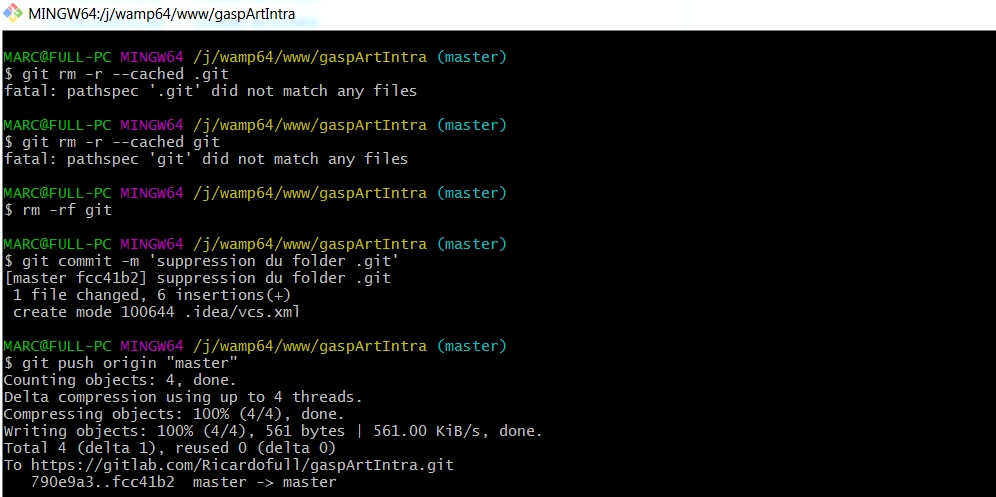 MINGW64:/j/wamp64/www/gaspArtIntra
MARC@FULL-PC MINGW64 /j/wamp64/www/gaspArtIntra (master)
$ git rm -r --cached .git
fatal: pathspec '.git' did not match any files
MARC@FULL-PC MINGW64 /j/wamp64/www/gaspArtIntra (master)
$ git rm -r --cached git
fatal: pathspec 'git' did not match any files
MARC@FULL-PC MINGW64 /j/wamp64/www/gaspArtIntra (master)
$ rm -rf git
MARC@FULL-PC MINGW64 /j/wamp64/www/gaspArtIntra (master)
$ git commit -m 'suppression du folder .git'
[master fcc41b2] suppression du folder .git
1 file changed, 6 insertions(+)
create mode 100644 .idea/vcs.xml
MARC@FULL-PC MINGW64 /j/wamp64/www/gaspArtIntra (master)
$ git push origin "master"
Counting objects: 4, done.
Delta compression using up to 4 threads.
Compressing objects: 100% (4/4), done.
Writing objects: 100% (4/4), 561 bytes | 561.00 KiB/s, done.
Total 4 (delta 1), reused 0 (delta 0)
To https://gitlab.com/Ricardofull/gaspArtIntra.git
790e9a3..fcc41b2  master -> master